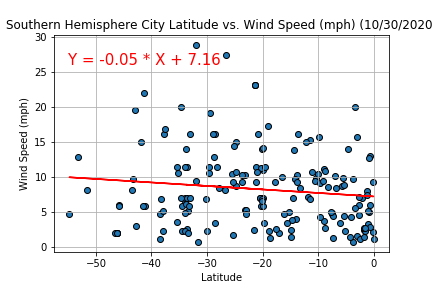 Southern Hemisphere City Latitude vs. Wind Speed (mph) (10/30/2020
Y = -0.05 * X + 7.16
Wind Speed (mph)
30
25
20
15
10
5
0
−50 −40 −30 −20 −10 0
Latitude